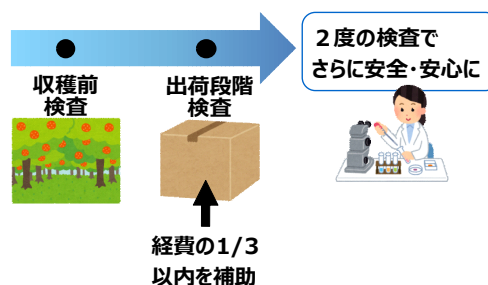 2度の検査で
さらに安全・安心に
収穫前
検査
出荷段階
検査
経費の1/3
以内を補助